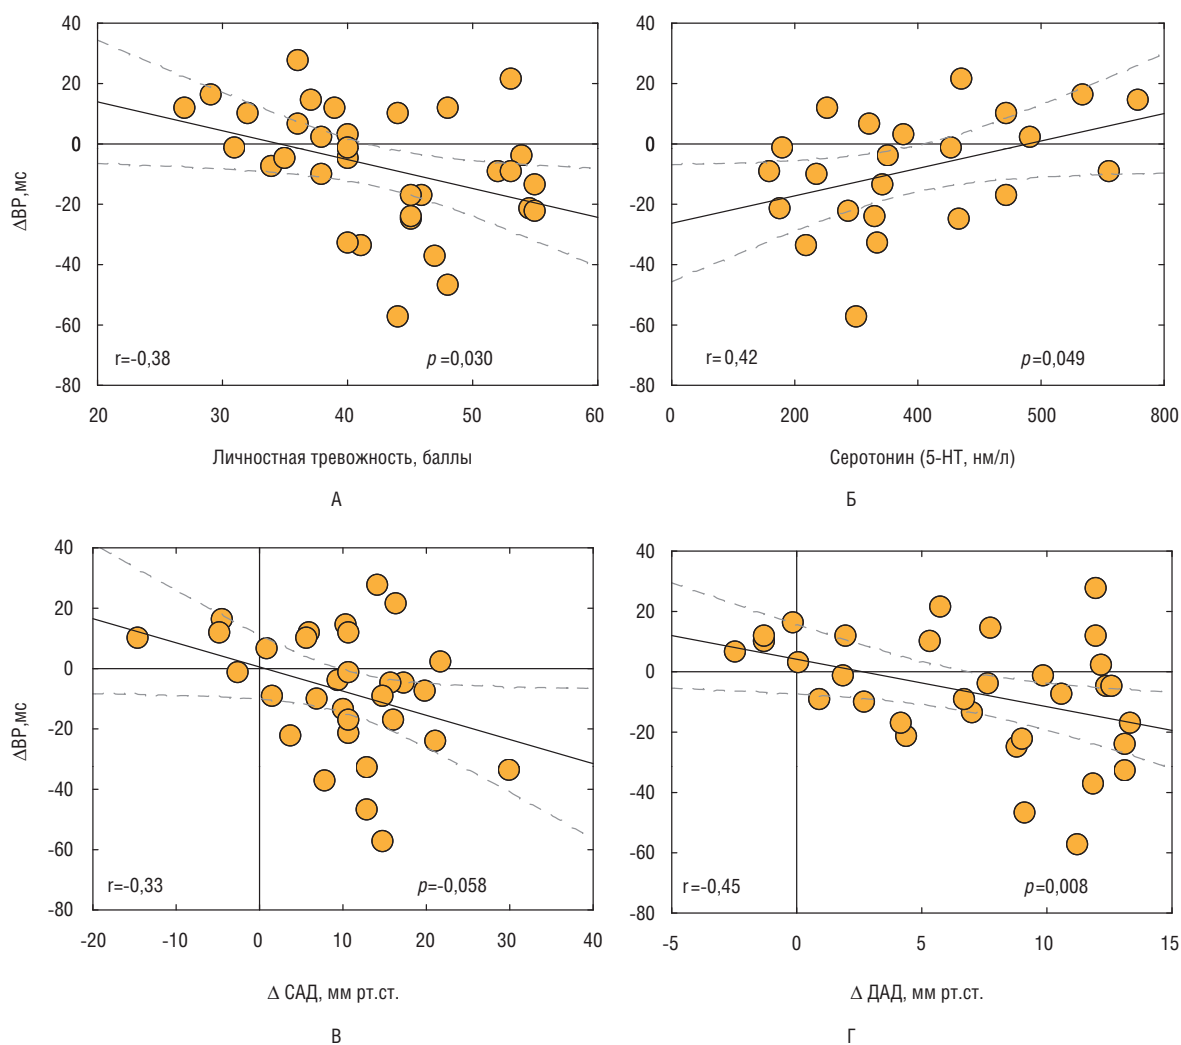 40
20
0
-20
-40
-60
-80
ΔВР,мс
r=-0,38
p=0,030
20
30
40
50
60
Личностная тревожность, баллы
А
40
20
0
-20
-40
-60
-80
r=0,42
p=0,049
0
200
400
500
800
Серотонин (5-НТ, нм/л)
Б
40
20
0
-20
-40
-60
-80
ΔВР,мс
r=-0,33
p=-0,058
-20
-10
0
10
20
30
40
Δ САД, мм рт.ст.
В
40
20
0
-20
-40
-60
-80
r=-0,45
p=0,008
-5
0
5
10
15
Δ ДАД, мм рт.ст.
Г